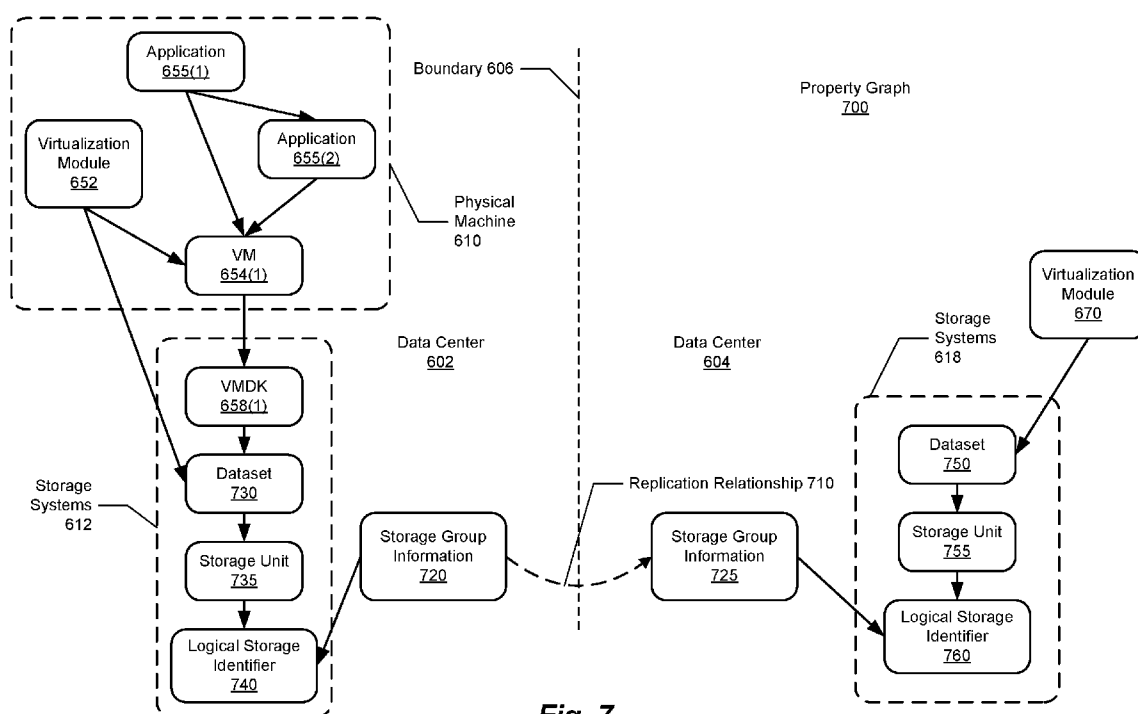 Application
655(1)
Boundary 606
Property Graph
700
Virtualization
Module
652
Application
655(2)
Physical
Machine
610
VM
654(1)
Virtualization
Module
670
Storage
Systems
618
Data Center
602
Data Center
604
VMDK
658(1)
Dataset
730
Dataset
750
Replication Relationship 710
Storage
Systems
612
Storage Unit
735
Storage Group
Information
720
Storage Group
Information
725
Storage Unit
755
Logical Storage
Identifier
740
Logical Storage
Identifier
760
Fig. 7